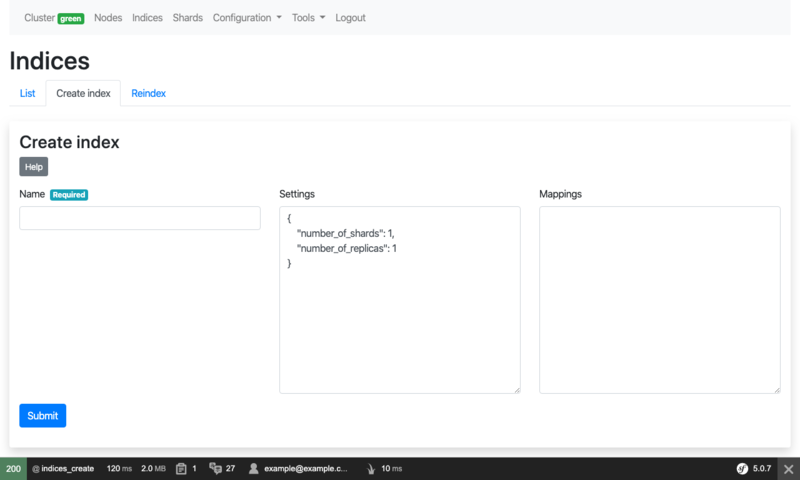 Cluster green Nodes Indices Shards Configuration Tools Logout
Indices
List Create index Reindex
Create index
Help
Name Required
Settings
{
"number_of_shards": 1,
"number_of_replicas": 1
}
Mappings
Submit
200 @ indices_create 120 ms 2.0 MB 1 27 example@example.c... 10 ms 5.0.7